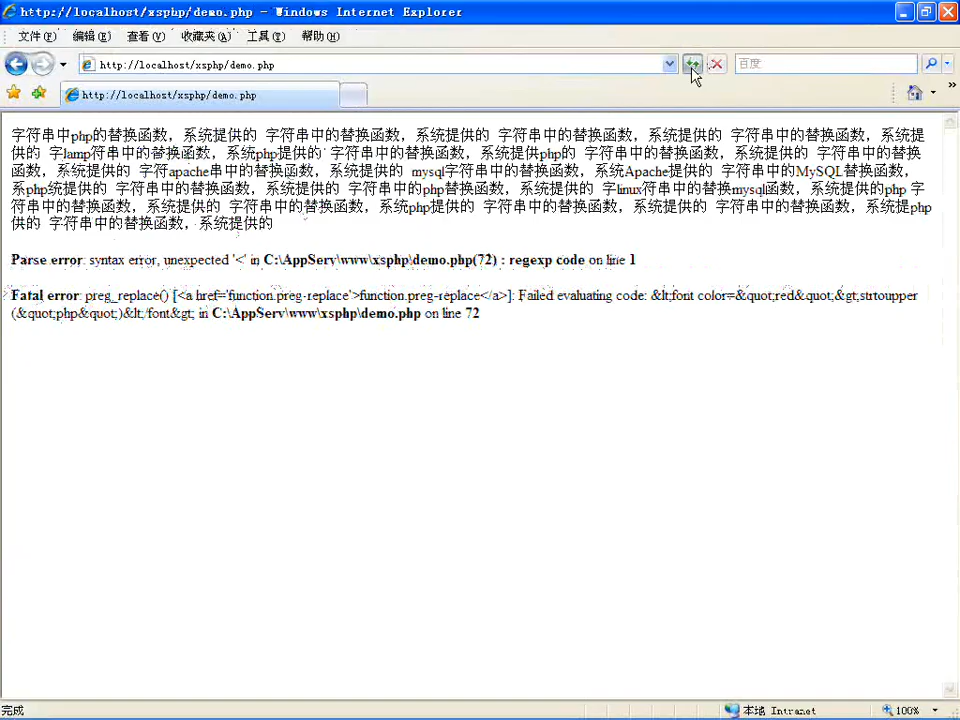 http://localhost/xsphp/demo.php - Windows Internet Explorer
文件(F) 编辑(E) 查看(V) 收藏夹(A) 工具(T) 帮助(H)
http://localhost/xsphp/demo.php 百度
http://localhost/xsphp/demo.php
字符串中php的替换函数，系统提供的 字符串中的替换函数，系统提供的 字符串中的替换函数，系统提供的 字符串中的替换函数，系统提
供的 字lamp符串中的替换函数，系统php提供的' 字符串中的替换函数，系统提供php的 字符串中的替换函数，系统提供的 字符串中的替换
函数，系统提供的 字符apache串中的替换函数，系统提供的 mysql字符串中的替换函数，系统Apache提供的 字符串中的MySQL替换函数，
系php统提供的 字符串中的替换函数，系统提供的 字符串中的php替换函数，系统提供的 字linux符串中的替换mysql函数，系统提供的php 字
符串中的替换函数，系统提供的 字符串中的替换函数，系统php提供的 字符串中的替换函数，系统提供的 字符串中的替换函数，系统提php
供的 字符串中的替换函数，系统提供的
Parse error: syntax error, unexpected '<' in C:\AppServ\www\xsphp\demo.php(72) : regexp code on line 1
Fatal error: preg_replace() [<a href='function.preg-replace'>function.preg-replace</a>]: Failed evaluating code: &lt;font color=&quot;red&quot;&gt;strtoupper
(&quot;php&quot;)&lt;/font&gt; in C:\AppServ\www\xsphp\demo.php on line 72
完成 本地 Intranet 100%